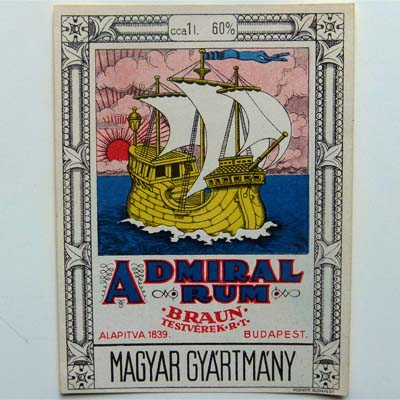 cca 1 l. 60%
ADMIRAL
RUM
BRAUN
TESTVÉREK·R·T·
ALAPITVA 1839. BUDAPEST.
MAGYAR GYÁRTMÁNY